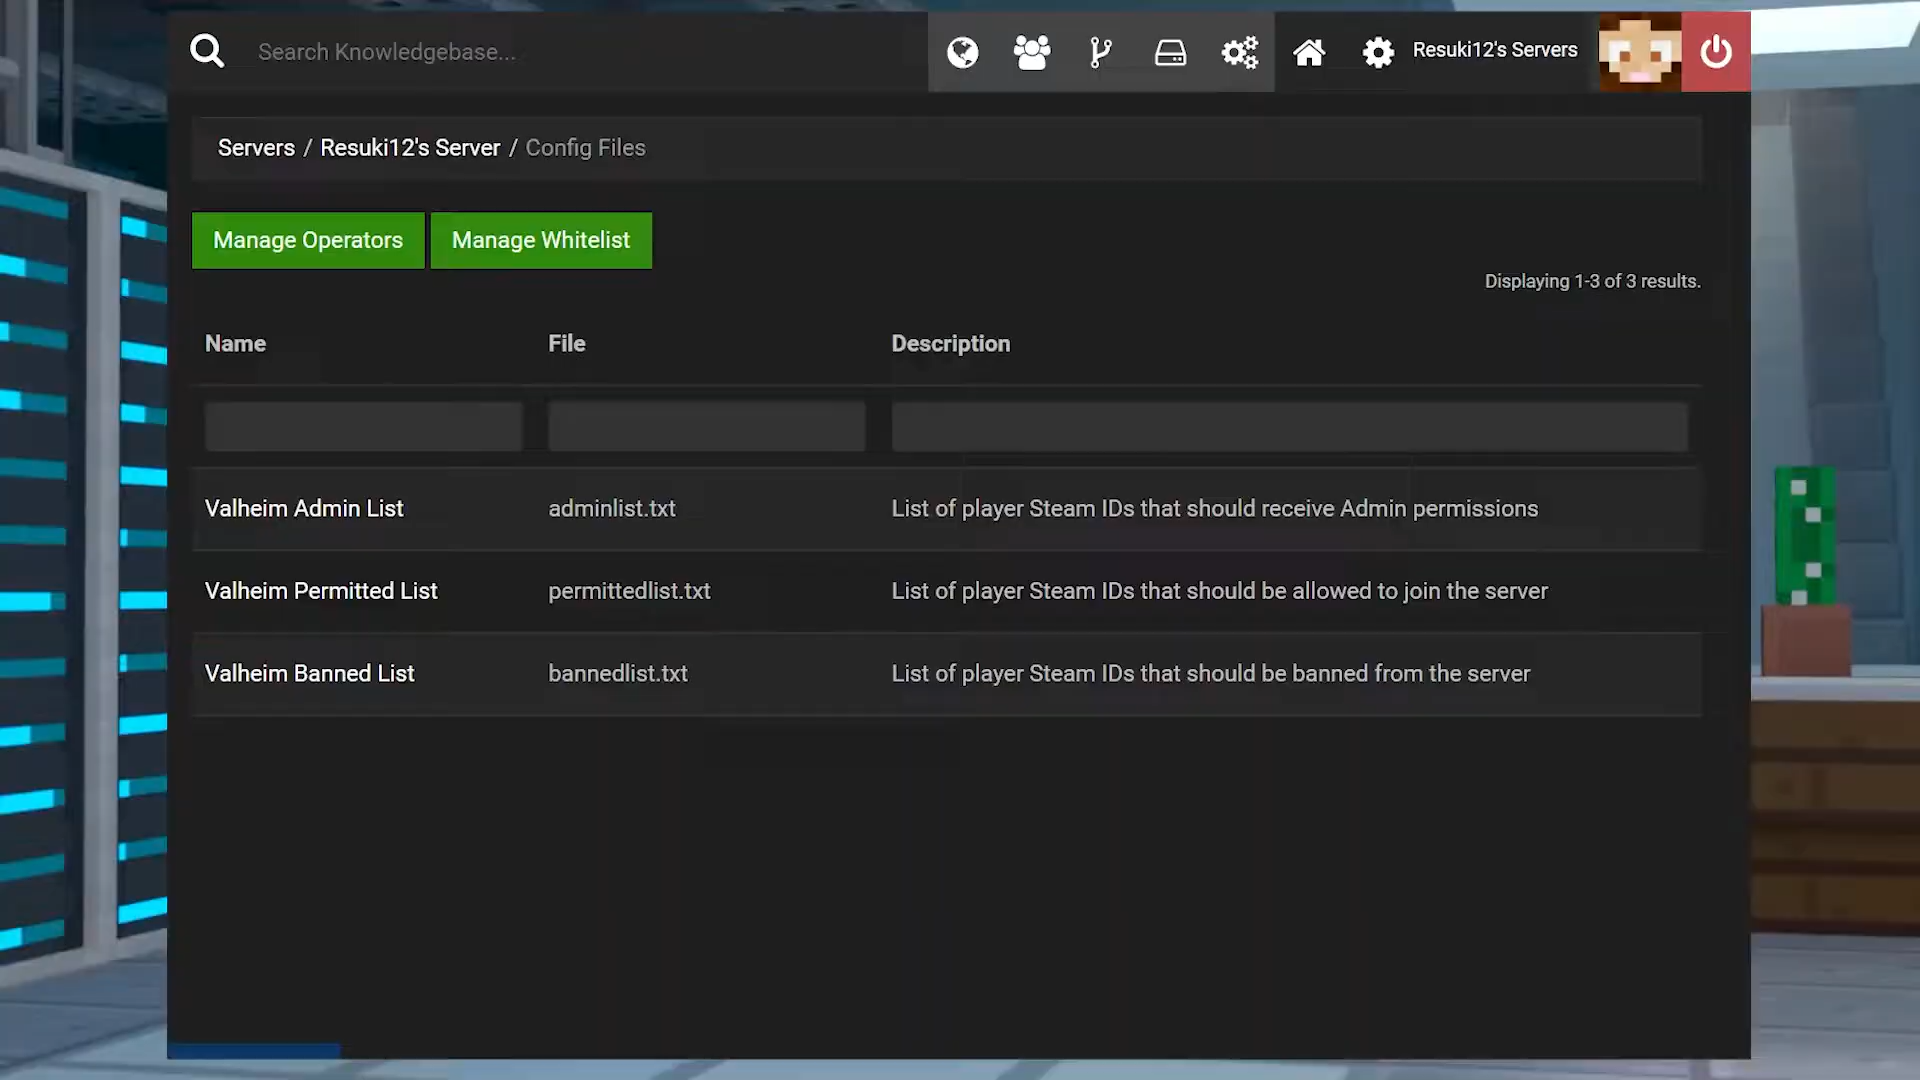 Search Knowledgebase...
Resuki12's Servers
Servers / Resuki12's Server / Config Files
Manage Operators
Manage Whitelist
Displaying 1-3 of 3 results.
Name File Description
Valheim Admin List adminlist.txt List of player Steam IDs that should receive Admin permissions
Valheim Permitted List permittedlist.txt List of player Steam IDs that should be allowed to join the server
Valheim Banned List bannedlist.txt List of player Steam IDs that should be banned from the server